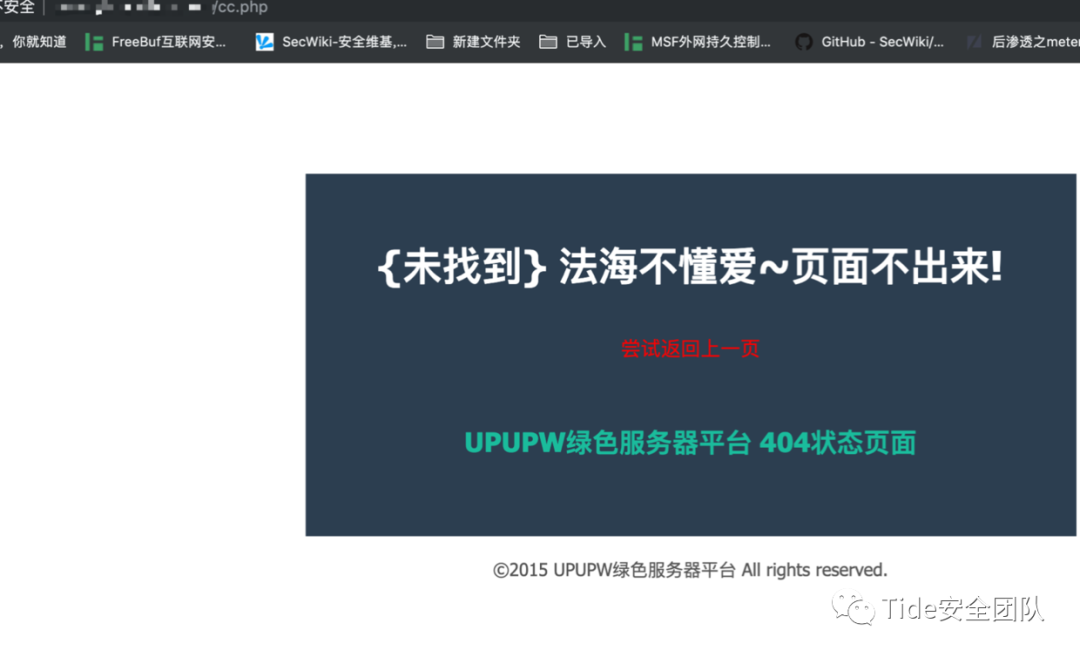 不安全
/cc.php
，你就知道
FreeBuf互联网安...
SecWiki-安全维基,...
新建文件夹
已导入
MSF外网持久控制...
GitHub - SecWiki/...
后渗透之meter
{未找到} 法海不懂爱~页面不出来!
尝试返回上一页
UPUPW绿色服务器平台 404状态页面
©2015 UPUPW绿色服务器平台 All rights reserved.
Tide安全团队